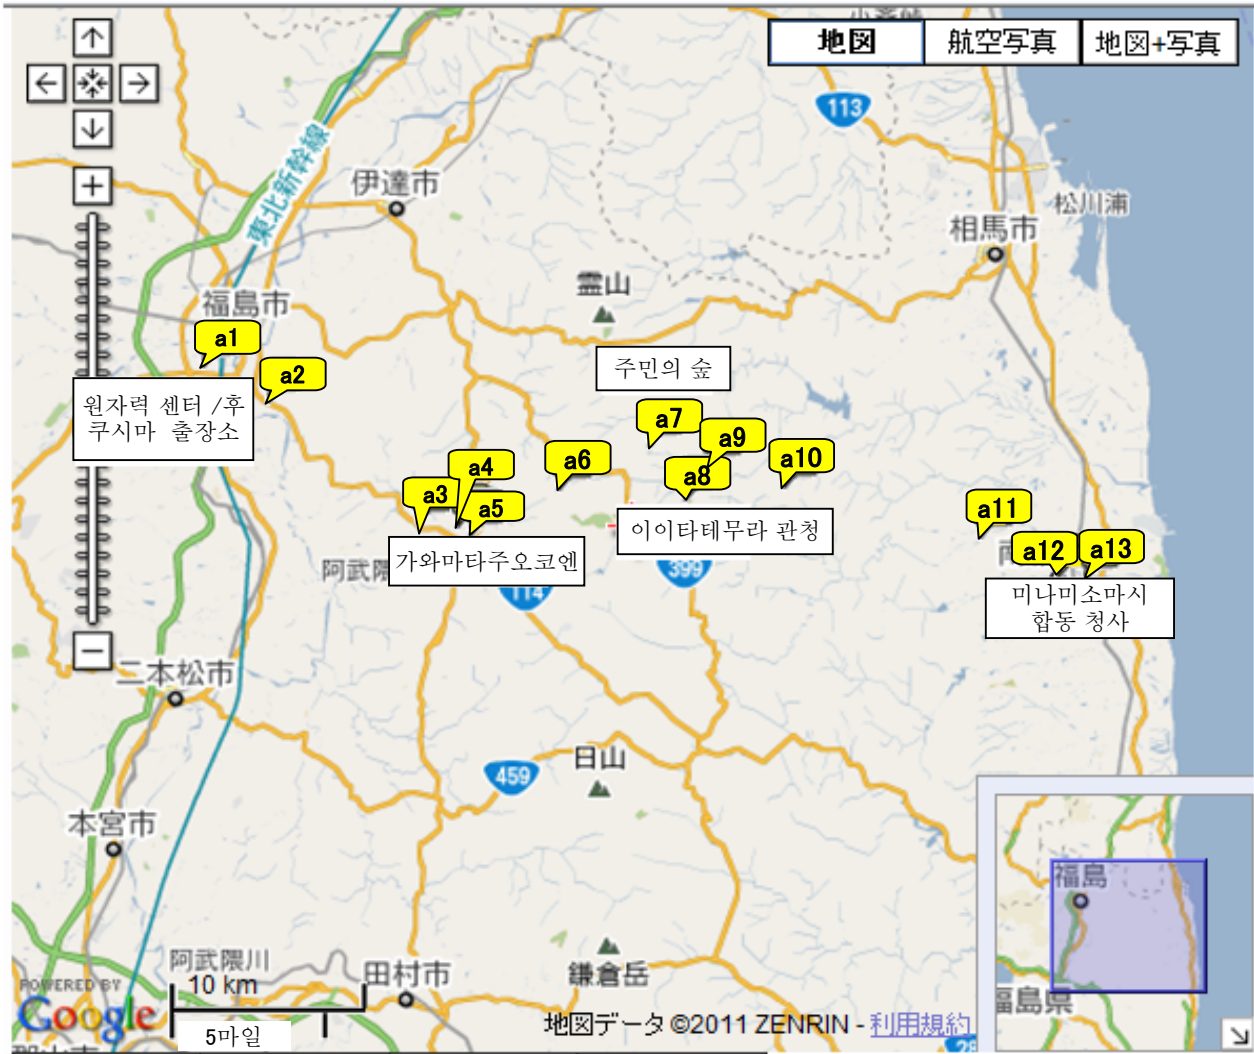 地図
航空写真
地図+写真
113
東北新幹線
伊達市
松川浦
相馬市
霊山
福島市
a1
a2
주민의 숲
원자력 센터 /후
쿠시마 출장소
a7
a9
a4
a6
a10
a8
a3
a5
a11
이이타테무라 관청
가와마타주오코엔
a12
a13
阿武隈
399
114
미나미소마시
합동 청사
二本松市
日山
459
本宮市
福島
阿武隈川
10 km
田村市
鎌倉岳
福島県
POWERED BY
Google
5마일
地図データ ©2011 ZENRIN - 利用規約